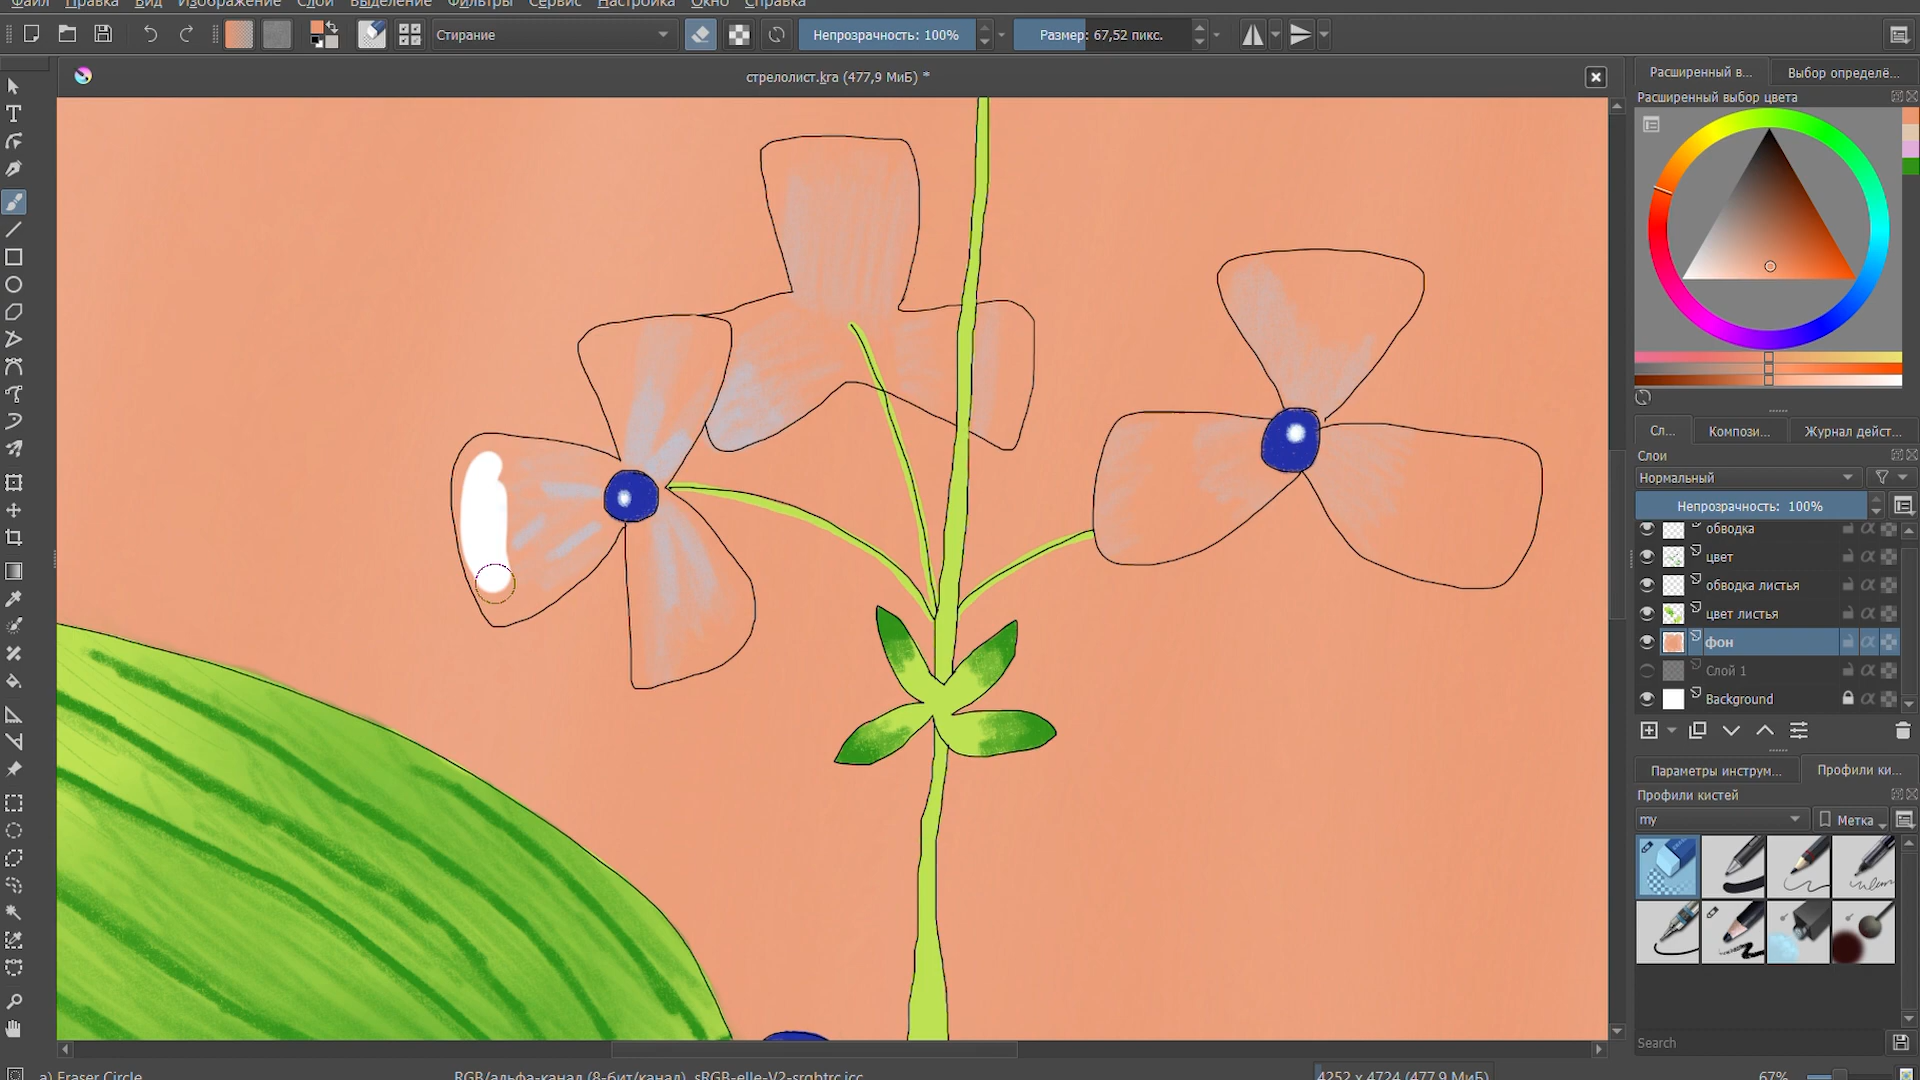 Файл Правка Вид Изображение Слой Выделение Фильтры Сервис Настройка Окно Справка
Стирание
Непрозрачность: 100%
Размер: 67,52 пикс.
стрелолист.kra (477,9 МиБ) *
Расширенный в...
Выбор определё...
Расширенный выбор цвета
Сл...
Компози...
Журнал дейст...
Слои
Нормальный
Непрозрачность: 100%
обводка
цвет
обводка листья
цвет листья
фон
Слой 1
Background
Параметры инструм...
Профили ки...
Профили кистей
my
Метка
Search
a) Eraser Circle
RGB/альфа-канал (8-бит/канал), sRGB-elle-V2-srgbtrc.icc
4252 x 4724 (477,9 МиБ)
67%